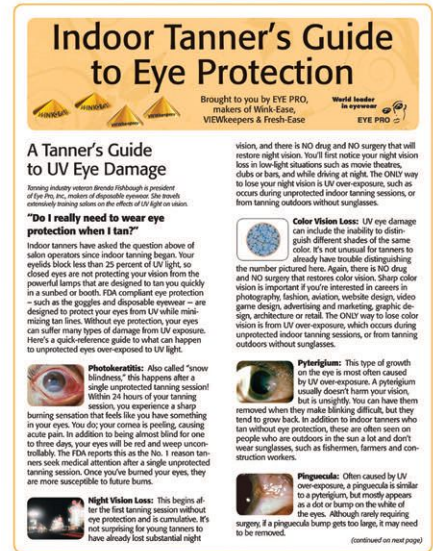 Indoor Tanner's Guide
to Eye Protection
Brought to you by EYE PRO,
makers of Wink-Ease,
VIEWkeepers & Fresh-Ease
World leader
in eyewear
EYE PRO
A Tanner's Guide
to UV Eye Damage
Tanning industry veteran Brenda Fishbaugh is president
of Eye Pro, Inc, makers of disposable eyewear. She travels
extensively training salons on the effects of UV light on vision.
"Do I really need to wear eye
protection when I tan?"
Indoor tanners have asked the question above of
salon operators since indoor tanning began. Your
eyelids block less than 25 percent of UV light, so
closed eyes are not protecting your vision from the
powerful lamps that are designed to tan you quickly
in a sunbed or booth. FDA compliant eye protection
– such as the goggles and disposable eyewear – are
designed to protect your eyes from UV while mini-
mizing tan lines. Without eye protection, your eyes
can suffer many types of damage from UV exposure.
Here's a quick-reference guide to what can happen
to unprotected eyes over-exposed to UV light.
Photokeratitis: Also called "snow
blindness," this happens after a
single unprotected tanning session!
Within 24 hours of your tanning
session, you experience a sharp
burning sensation that feels like you have something
in your eyes. You do; your cornea is peeling, causing
acute pain. In addition to being almost blind for one
to three days, your eyes will be red and weep uncon-
trollably. The FDA reports this as the No. 1 reason tan-
ners seek medical attention after a single unprotected
tanning session. Once you've burned your eyes, they
are more susceptible to future burns.
Night Vision Loss: This begins af-
ter the first tanning session without
eye protection and is cumulative. It's
not surprising for young tanners to
have already lost substantial night
vision, and there is NO drug and NO surgery that will
restore night vision. You'll first notice your night vision
loss in low-light situations such as movie theatres,
clubs or bars, and while driving at night. The ONLY way
to lose your night vision is UV over-exposure, such as
occurs during unprotected indoor tanning sessions, or
from tanning outdoors without sunglasses.
Color Vision Loss: UV eye damage
can include the inability to distin-
guish different shades of the same
color. It's not unusual for tanners to
already have trouble distinguishing
the number pictured here. Again, there is NO drug
and NO surgery that restores color vision. Sharp color
vision is important if you're interested in careers in
photography, fashion, aviation, website design, video
game design, advertising and marketing, graphic de-
sign, architecture or retail. The ONLY way to lose color
vision is from UV over-exposure, which occurs during
unprotected indoor tanning sessions, or from tanning
outdoors without sunglasses.
Pyterigium: This type of growth
on the eye is most often caused
by UV over-exposure. A pyterigium
usually doesn't harm your vision,
but is unsightly. You can have them
removed when they make blinking difficult, but they
tend to grow back. In addition to indoor tanners who
tan without eye protection, these are often seen on
people who are outdoors in the sun a lot and don't
wear sunglasses, such as fishermen, farmers and con-
struction workers.
Pinguecula: Often caused by UV
over-exposure, a pinguecula is similar
to a pyterigium, but mostly appears
as a dot or bump on the white of
the eyes. Although rarely requiring
surgery, if a pinguecula bump gets too large, it may need
to be removed.
(continued on next page)